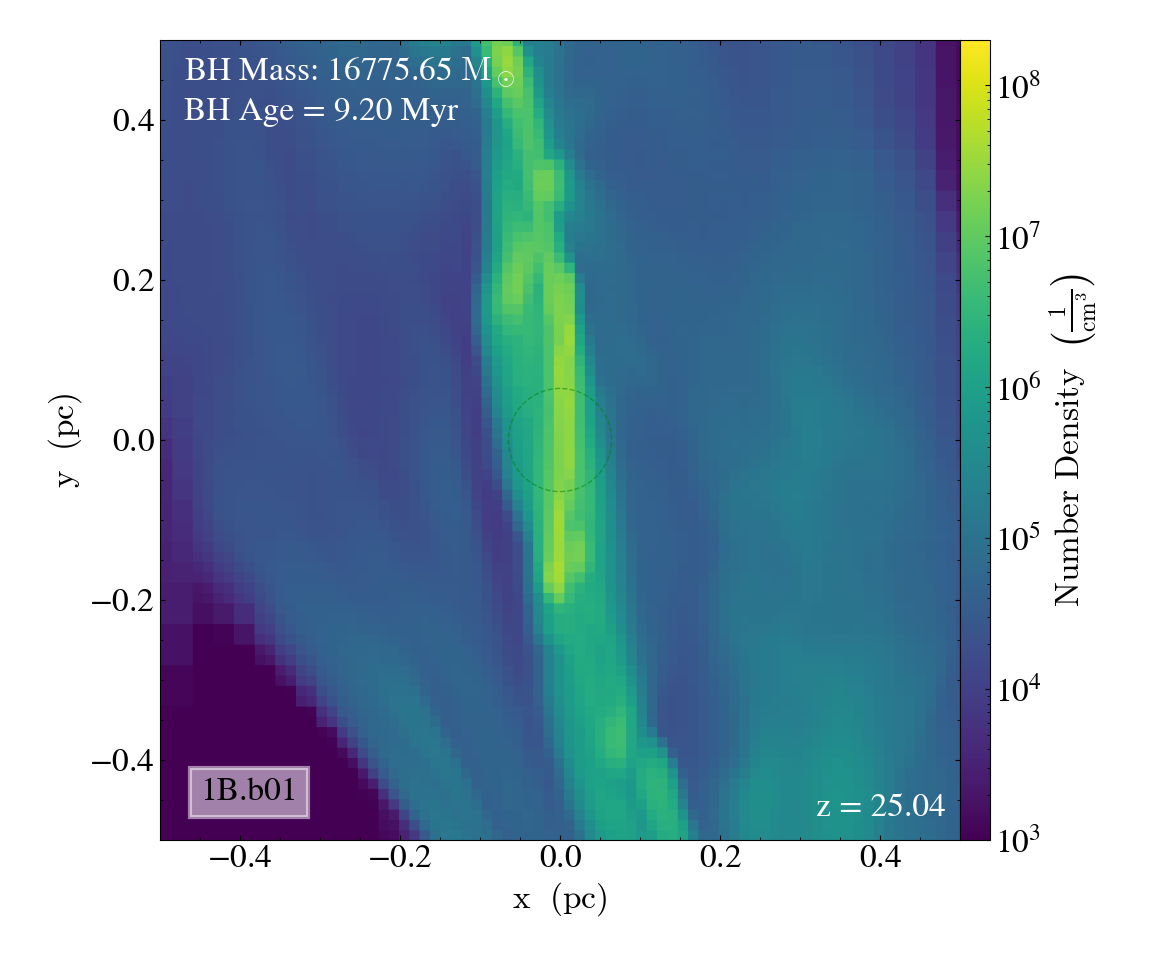 BH Mass: 16775.65 M☉
BH Age = 9.20 Myr
0.4
0.2
0.0
−0.2
−0.4
y (pc)
1B.b01
z = 25.04
−0.4 −0.2 0.0 0.2 0.4
x (pc)
10⁸
10⁷
10⁶
10⁵
10⁴
10³
Number Density (1/cm³)